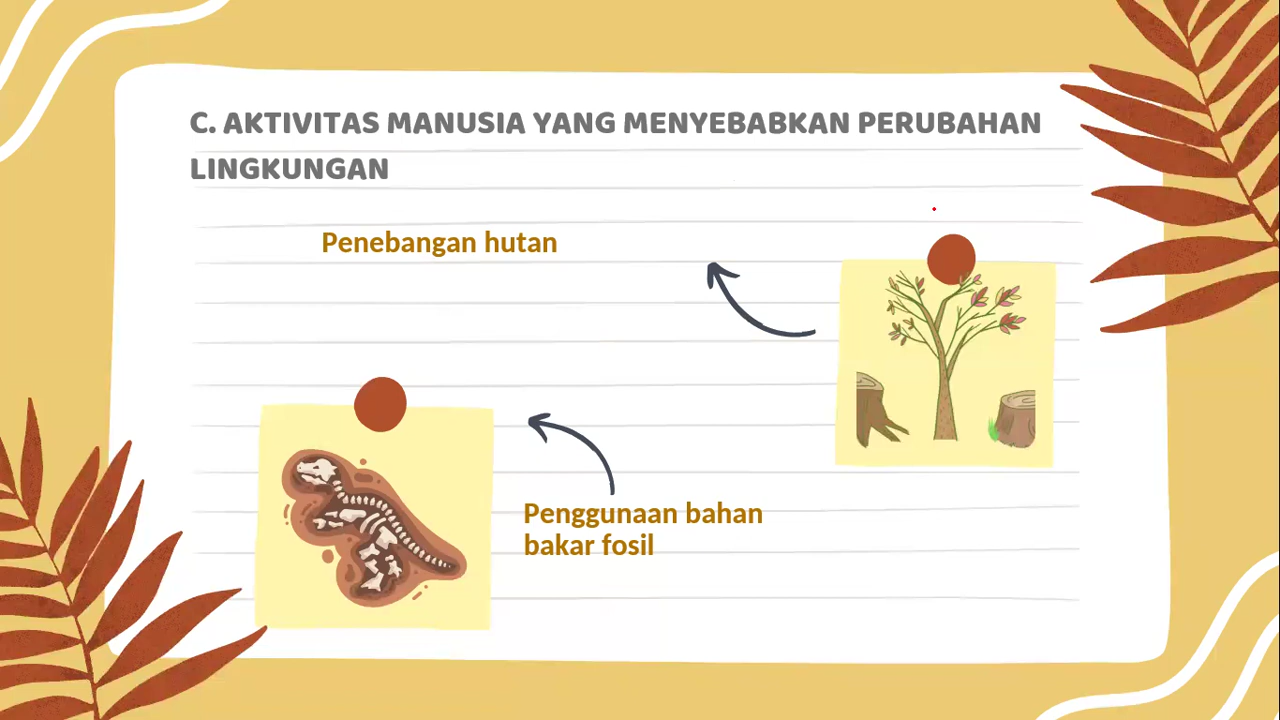 C. AKTIVITAS MANUSIA YANG MENYEBABKAN PERUBAHAN
LINGKUNGAN
Penebangan hutan
Penggunaan bahan
bakar fosil